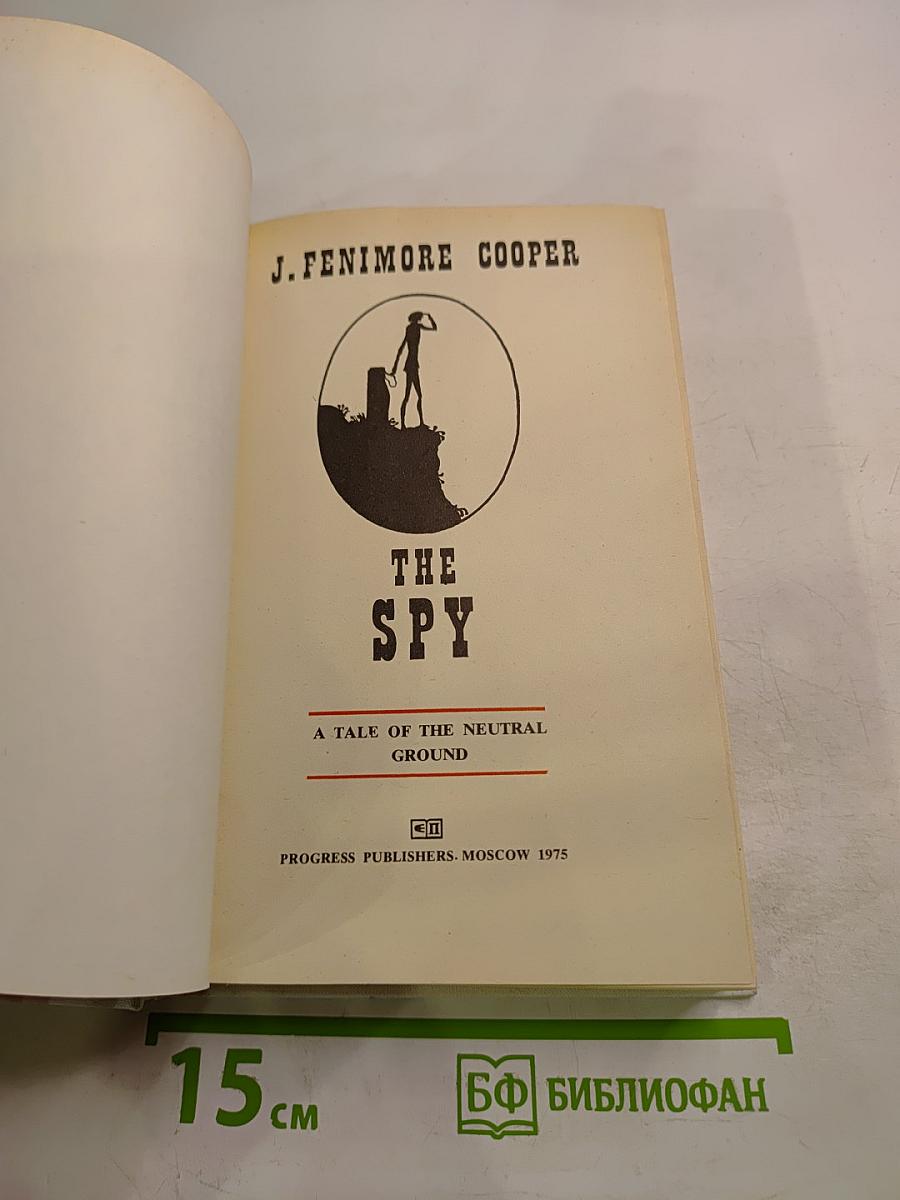 J. FENIMORE COOPER
THE
SPY
A TALE OF THE NEUTRAL
GROUND
PROGRESS PUBLISHERS. MOSCOW 1975
15 см
БФ БИБЛИОФАН